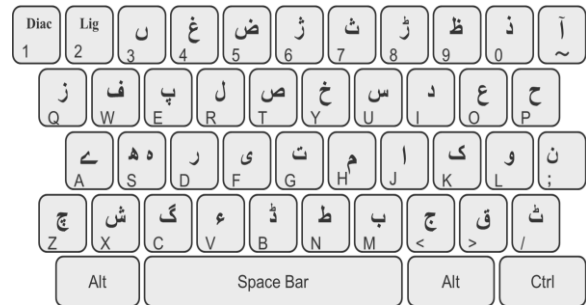 Diac 1 Lig 2 ں 3 غ 4 ض 5 ژ 6 ث 7 ڑ 8 ظ 9 ذ 0 آ ~
ز Q ف W پ E ل R ص T خ Y س U د I ع O ح P
ے A ه ھ S ر D ی F ت G م H ا J ک K و L ن ;
چ Z ش X گ C ء V ڈ B ط N ب M ج < ق > ٹ /
Alt Space Bar Alt Ctrl